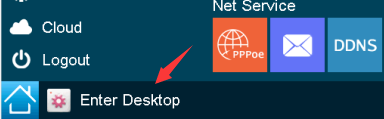 Net Service
Cloud
Logout
PPPoe
DDNS
Enter Desktop